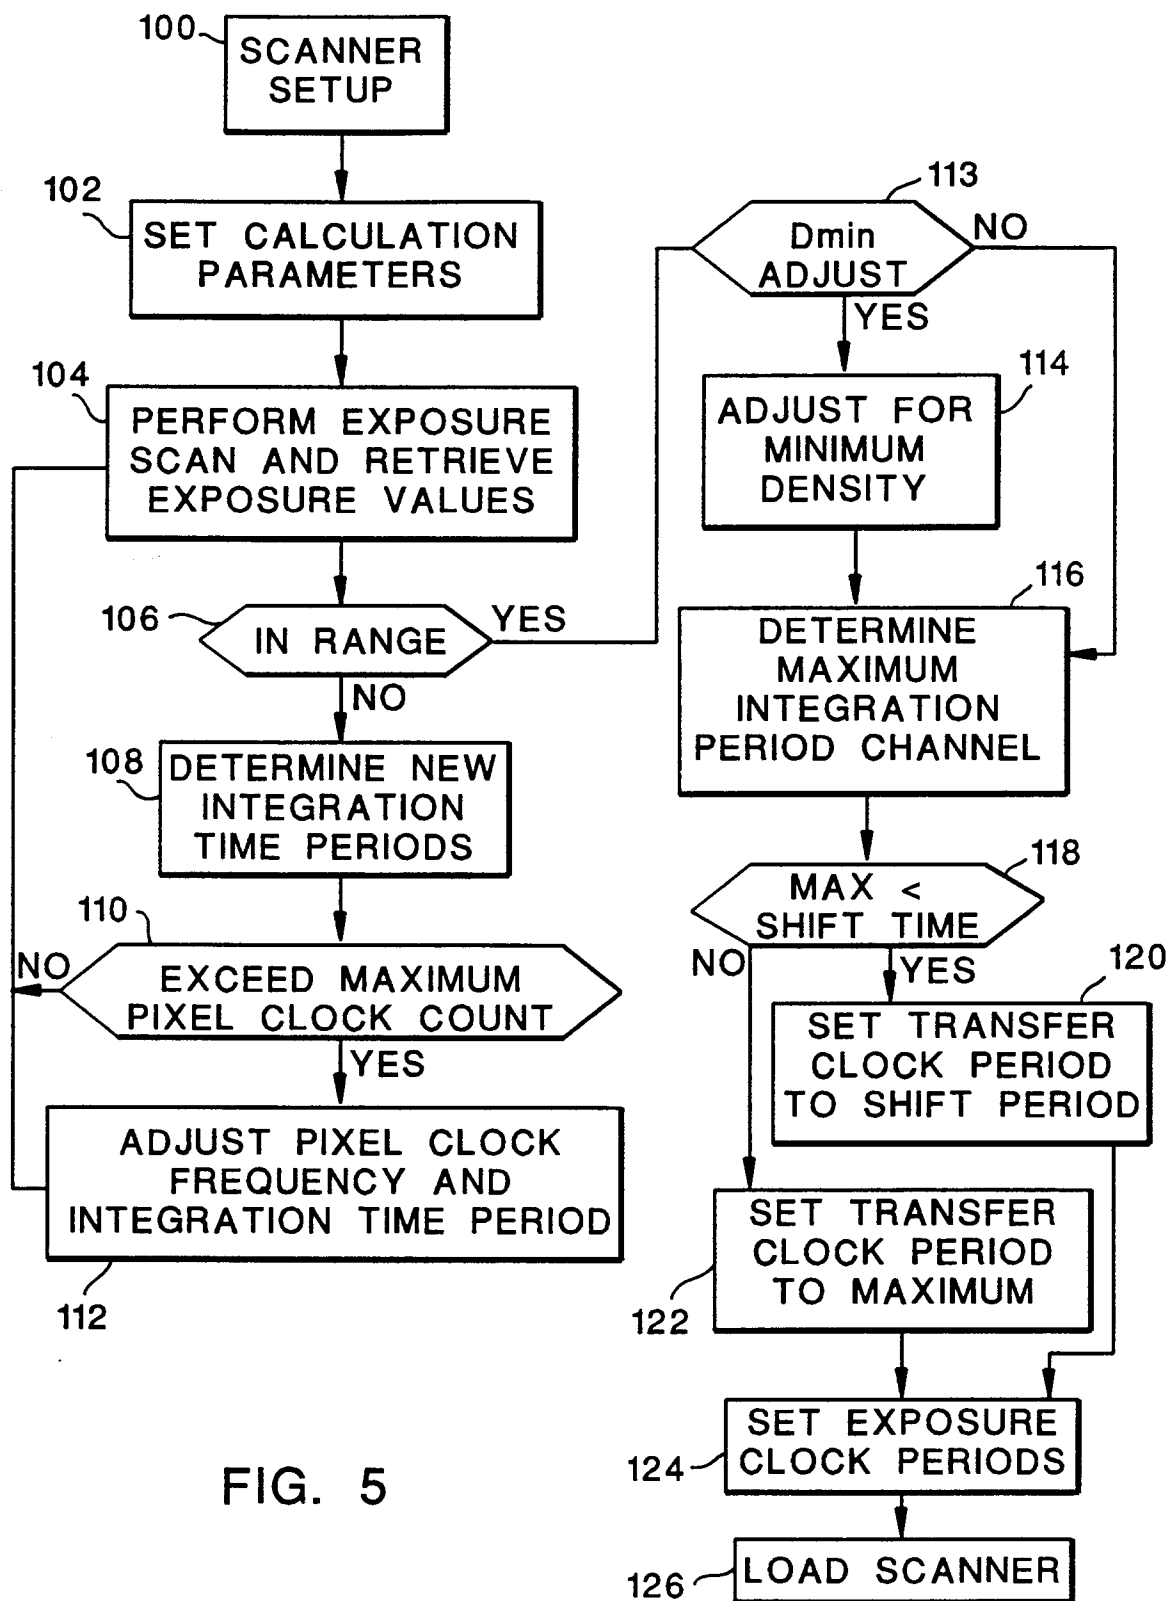 100
SCANNER
SETUP
102
SET CALCULATION
PARAMETERS
104
PERFORM EXPOSURE
SCAN AND RETRIEVE
EXPOSURE VALUES
106
IN RANGE
YES
NO
108
DETERMINE NEW
INTEGRATION
TIME PERIODS
110
NO
EXCEED MAXIMUM
PIXEL CLOCK COUNT
YES
ADJUST PIXEL CLOCK
FREQUENCY AND
INTEGRATION TIME PERIOD
112
113
Dmin
ADJUST
NO
YES
114
ADJUST FOR
MINIMUM
DENSITY
116
DETERMINE
MAXIMUM
INTEGRATION
PERIOD CHANNEL
118
MAX <
SHIFT TIME
NO
YES
120
SET TRANSFER
CLOCK PERIOD
TO SHIFT PERIOD
SET TRANSFER
CLOCK PERIOD
TO MAXIMUM
122
SET EXPOSURE
CLOCK PERIODS
124
LOAD SCANNER
126
FIG. 5